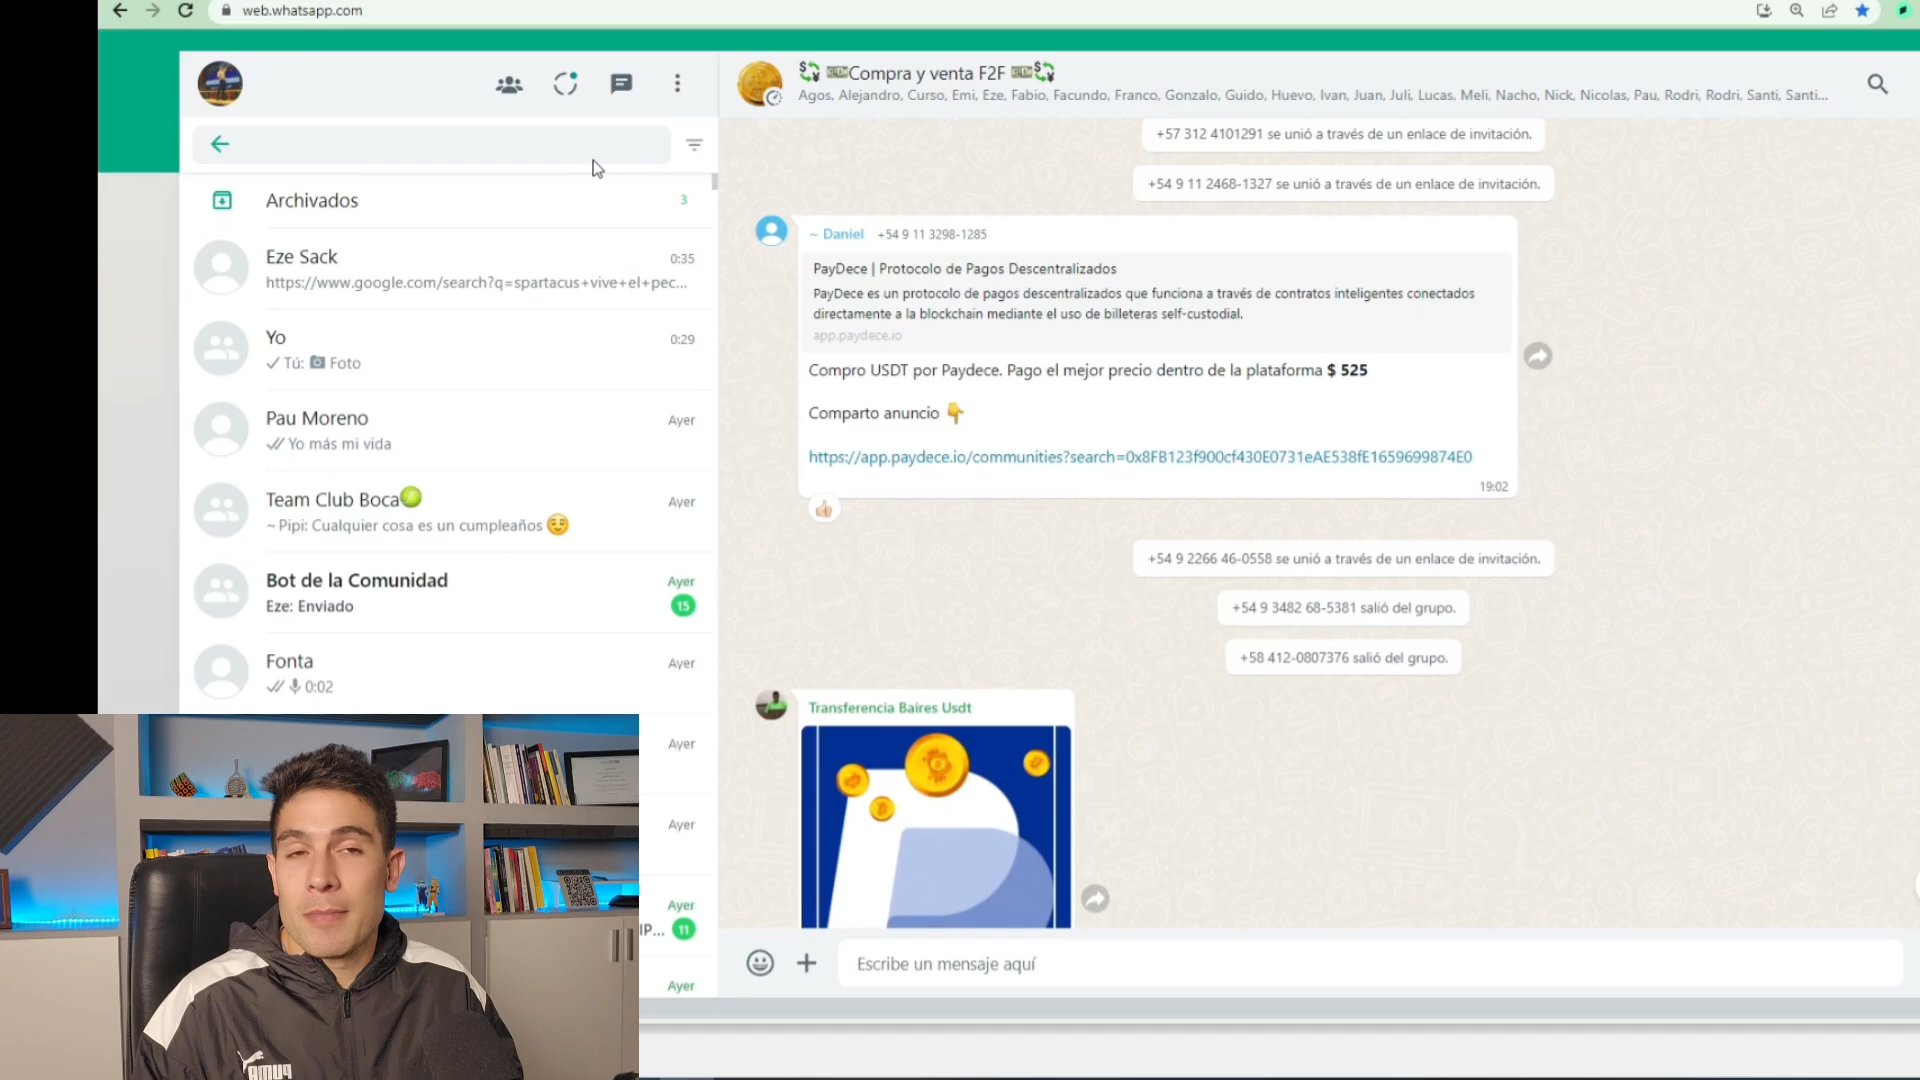 web.whatsapp.com
Compra y venta F2F
Agos, Alejandro, Curso, Emi, Eze, Fabio, Facundo, Franco, Gonzalo, Guido, Huevo, Ivan, Juan, Juli, Lucas, Meli, Nacho, Nick, Nicolas, Pau, Rodri, Rodri, Santi, Santi...
Archivados 3
Eze Sack 0:35
https://www.google.com/search?q=spartacus+vive+el+pec...
Yo 0:29
Tú: Foto
Pau Moreno Ayer
Yo más mi vida
Team Club Boca Ayer
~ Pipi: Cualquier cosa es un cumpleaños
Bot de la Comunidad Ayer
Eze: Enviado 15
Fonta Ayer
0:02
Ayer
Ayer
Ayer
IP... 11
Ayer
+57 312 4101291 se unió a través de un enlace de invitación.
+54 9 11 2468-1327 se unió a través de un enlace de invitación.
~ Daniel +54 9 11 3298-1285
PayDece | Protocolo de Pagos Descentralizados
PayDece es un protocolo de pagos descentralizados que funciona a través de contratos inteligentes conectados
directamente a la blockchain mediante el uso de billeteras self-custodial.
app.paydece.io
Compro USDT por Paydece. Pago el mejor precio dentro de la plataforma $ 525
Comparto anuncio
https://app.paydece.io/communities?search=0x8FB123f900cf430E0731eAE538fE1659699874E0
19:02
+54 9 2266 46-0558 se unió a través de un enlace de invitación.
+54 9 3482 68-5381 salió del grupo.
+58 412-0807376 salió del grupo.
Transferencia Baires Usdt
Escribe un mensaje aquí